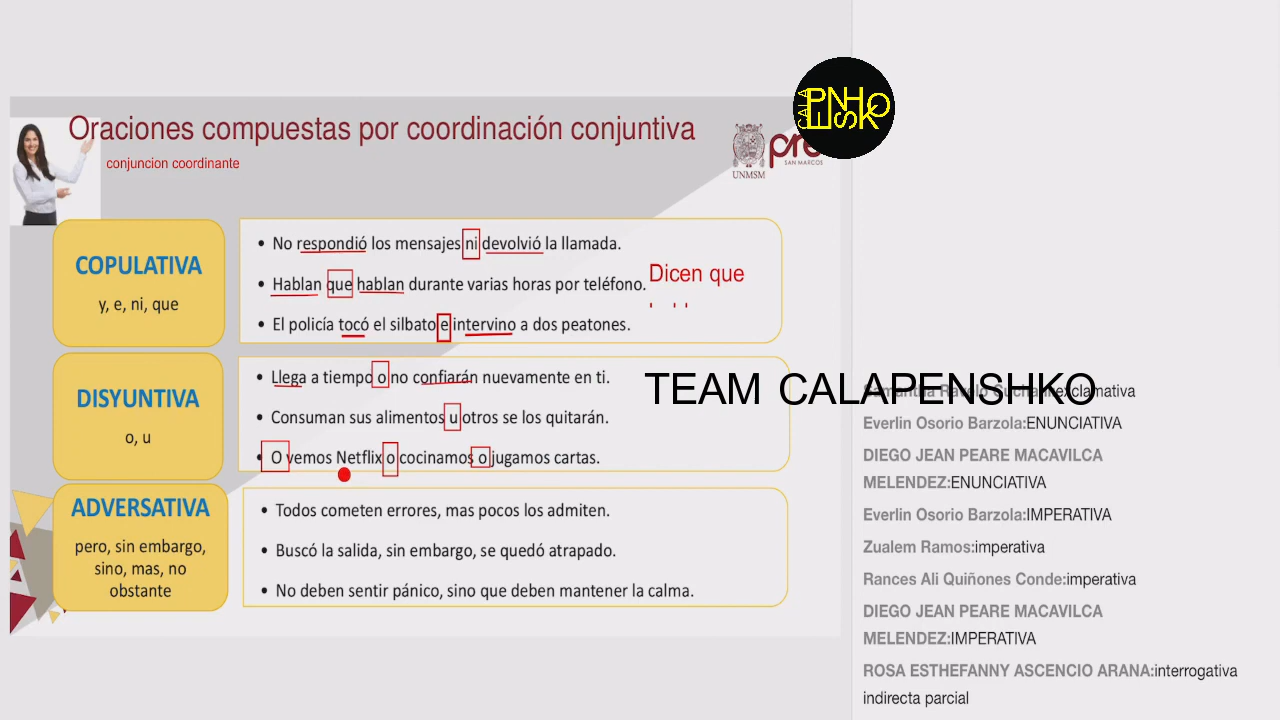 Oraciones compuestas por coordinación conjuntiva
conjuncion coordinante
UNMSM
SAN MARCOS
CALA
PENSHKO
COPULATIVA
y, e, ni, que
• No respondió los mensajes ni devolvió la llamada.
• Hablan que hablan durante varias horas por teléfono.
Dicen que
• El policía tocó el silbato e intervino a dos peatones.
DISYUNTIVA
o, u
• Llega a tiempo o no confiarán nuevamente en ti.
• Consuman sus alimentos u otros se los quitarán.
• O vemos Netflix o cocinamos o jugamos cartas.
TEAM CALAPENSHKO
ADVERSATIVA
pero, sin embargo,
sino, mas, no
obstante
• Todos cometen errores, mas pocos los admiten.
• Buscó la salida, sin embargo, se quedó atrapado.
• No deben sentir pánico, sino que deben mantener la calma.
Everlin Osorio Barzola:ENUNCIATIVA
DIEGO JEAN PEARE MACAVILCA
MELENDEZ:ENUNCIATIVA
Everlin Osorio Barzola:IMPERATIVA
Zualem Ramos:imperativa
Rances Ali Quiñones Conde:imperativa
DIEGO JEAN PEARE MACAVILCA
MELENDEZ:IMPERATIVA
ROSA ESTHEFANNY ASCENCIO ARANA:interrogativa
indirecta parcial